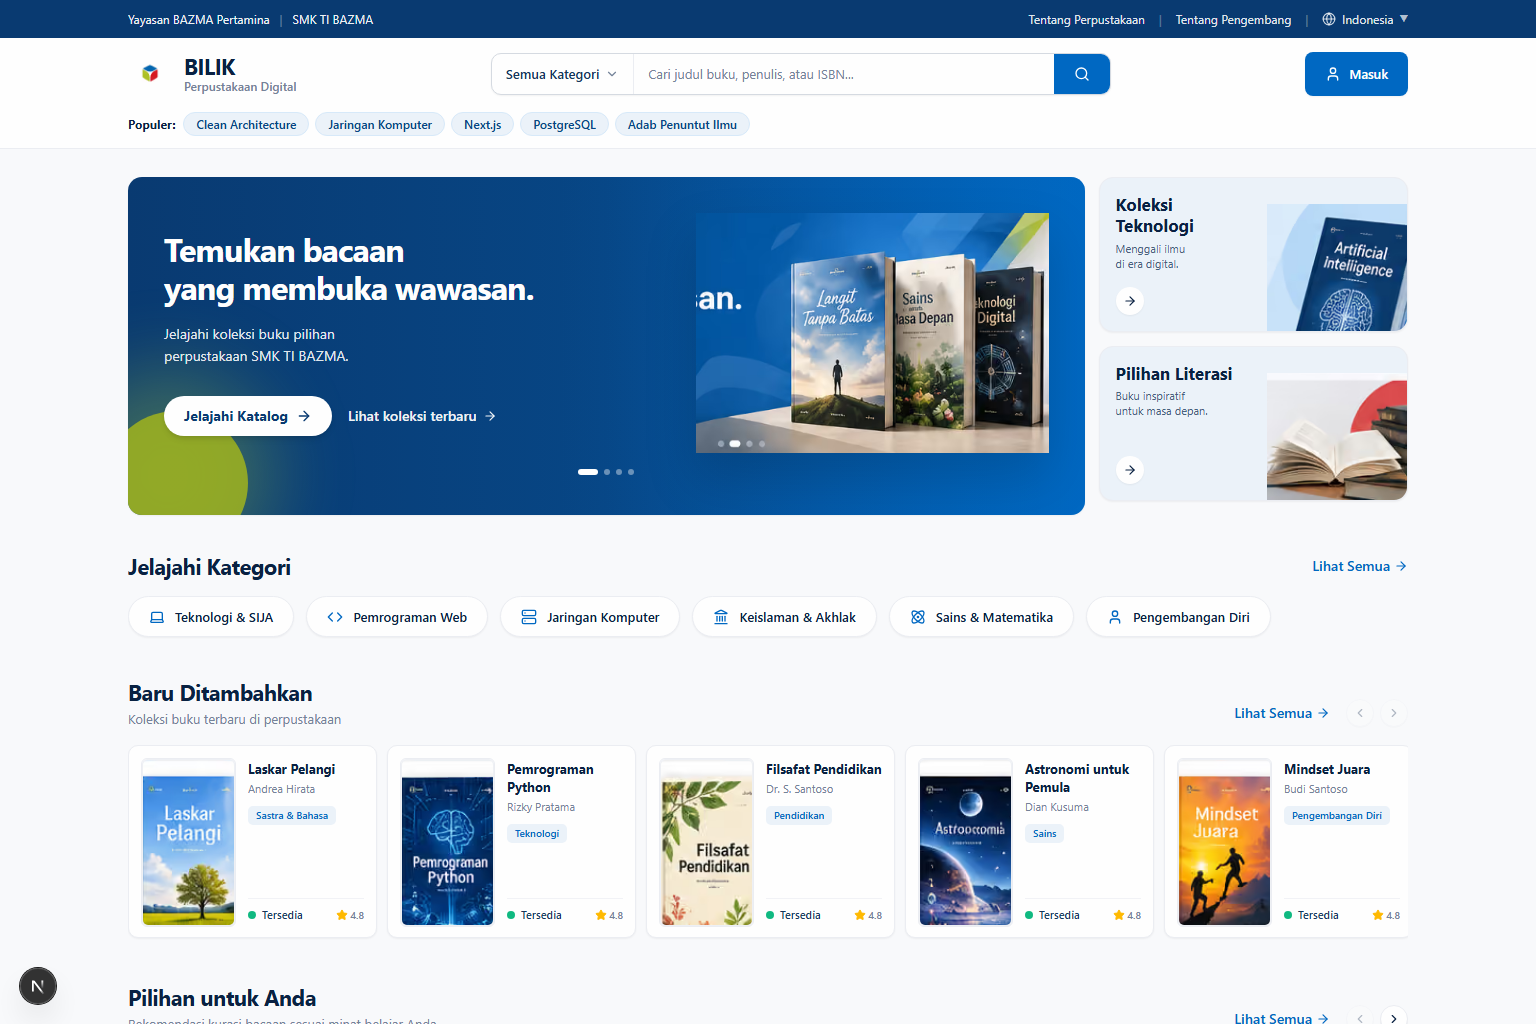 Yayasan BAZMA Pertamina | SMK TI BAZMA
Tentang Perpustakaan | Tentang Pengembang | Indonesia
BILIK
Perpustakaan Digital
Semua Kategori
Cari judul buku, penulis, atau ISBN...
Masuk
Populer:
Clean Architecture
Jaringan Komputer
Next.js
PostgreSQL
Adab Penuntut Ilmu
Temukan bacaan
yang membuka wawasan.
Jelajahi koleksi buku pilihan
perpustakaan SMK TI BAZMA.
Jelajahi Katalog
Lihat koleksi terbaru
an.
Langit
Tanpa Batas
Sains
Masa Depan
Digital
Koleksi
Teknologi
Menggali ilmu
di era digital.
Artificial
Intelligence
Pilihan Literasi
Buku inspiratif
untuk masa depan.
Jelajahi Kategori
Lihat Semua
Teknologi & SIJA
Pemrograman Web
Jaringan Komputer
Keislaman & Akhlak
Sains & Matematika
Pengembangan Diri
Baru Ditambahkan
Koleksi buku terbaru di perpustakaan
Lihat Semua
Laskar
Pelangi
Laskar Pelangi
Andrea Hirata
Sastra & Bahasa
Tersedia
4.8
Pemrograman
Python
Pemrograman
Python
Rizky Pratama
Teknologi
Tersedia
4.8
Filsafat
Pendidikan
Filsafat Pendidikan
Dr. S. Santoso
Pendidikan
Tersedia
4.8
Astronomi untuk
Pemula
Dian Kusuma
Sains
Tersedia
4.8
Mindset
Juara
Mindset Juara
Budi Santoso
Pengembangan Diri
Tersedia
4.8
N
Pilihan untuk Anda
Rekomendasi kurasi bacaan sesuai minat belajar Anda
Lihat Semua